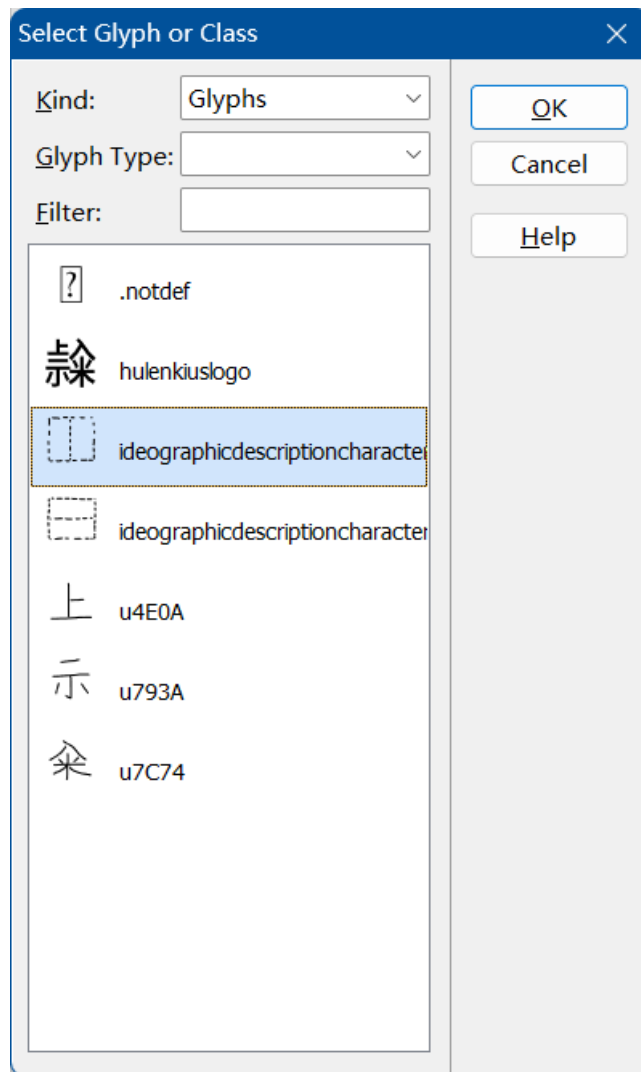 Select Glyph or Class
Kind: Glyphs
OK
Glyph Type:
Cancel
Filter:
Help
.notdef
hulenkiuslogo
ideographicdescriptioncharacter
ideographicdescriptioncharacter
上 u4E0A
示 u793A
籴 u7C74